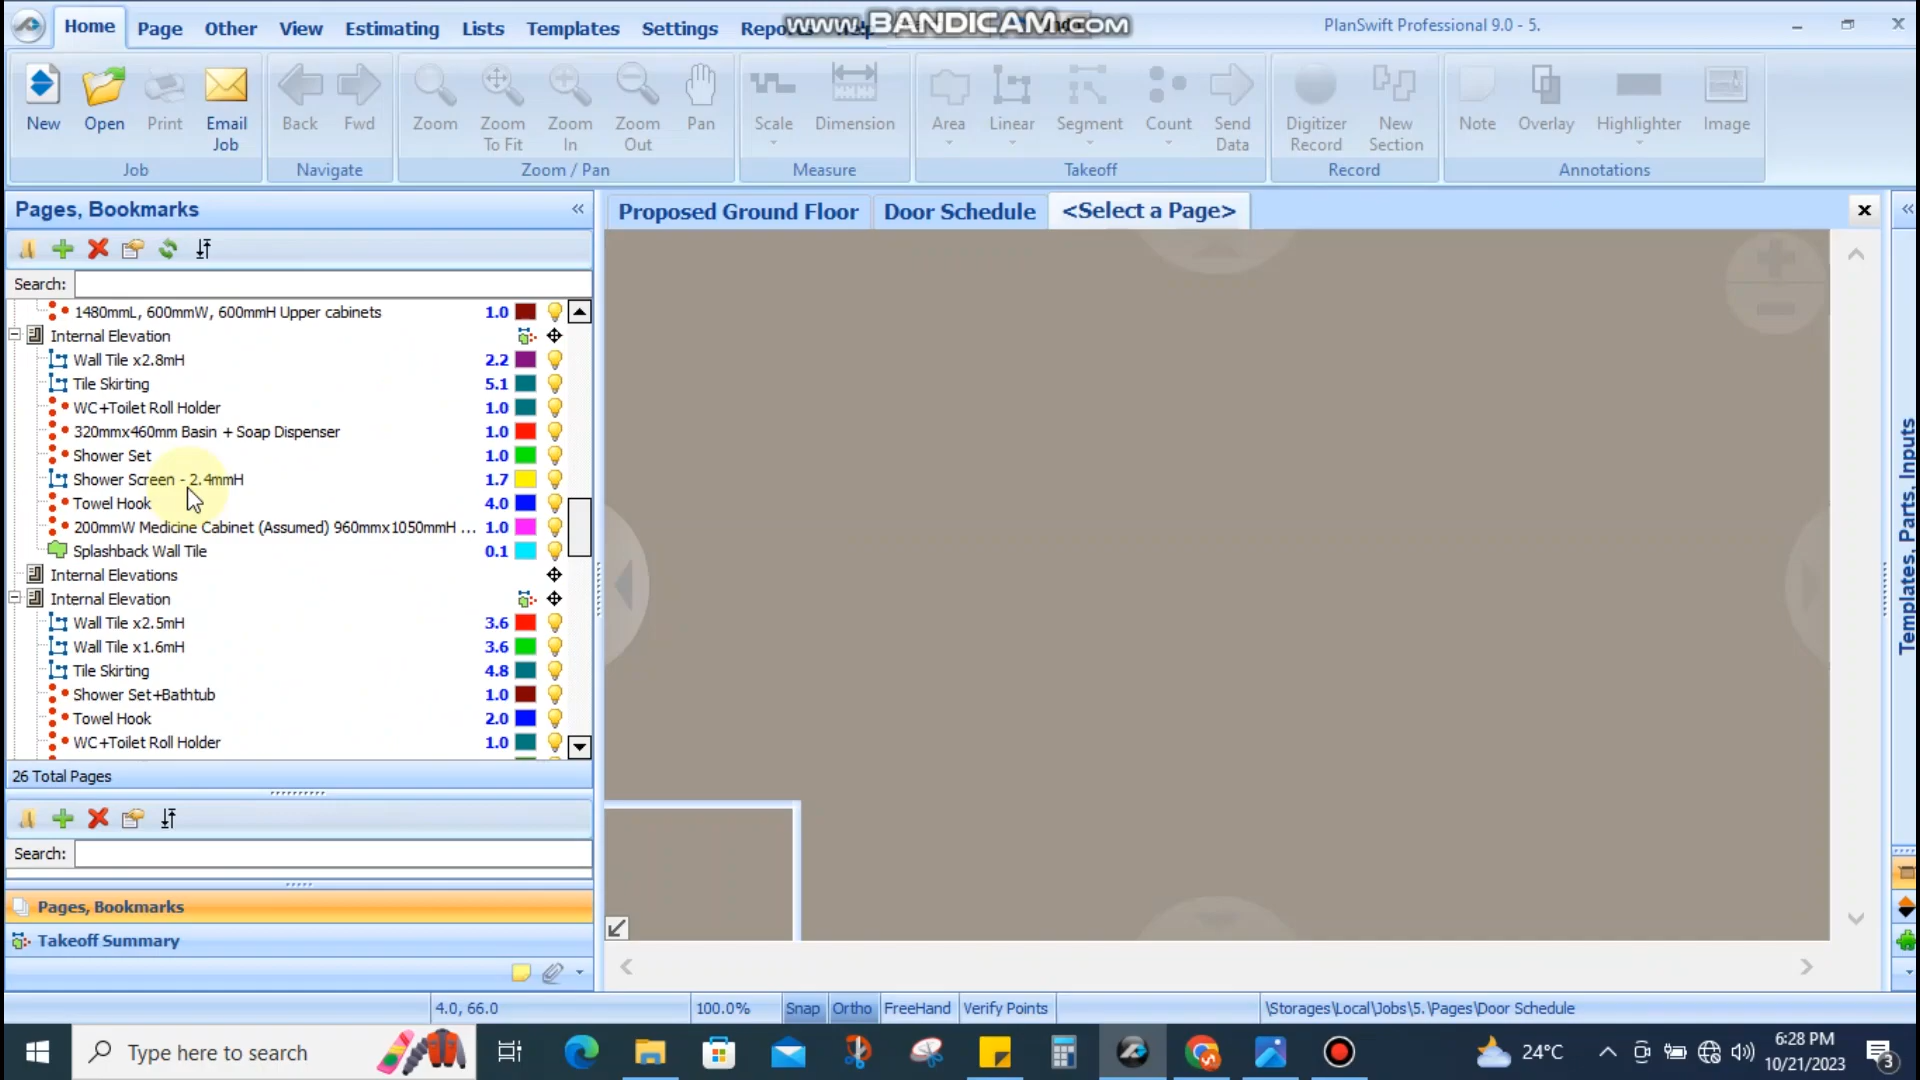 Home Page Other View Estimating Lists Templates Settings
WWW.BANDICAM.COM
PlanSwift Professional 9.0 - 5.
New Open Print Email Job
Back Fwd
Zoom Zoom To Fit Zoom In Zoom Out Pan
Scale Dimension
Area Linear Segment Count Send Data
Digitizer Record New Section
Note Overlay Highlighter Image
Job Navigate Zoom / Pan Measure Takeoff Record Annotations
Pages, Bookmarks
Proposed Ground Floor Door Schedule <Select a Page>
Search:
1480mmL, 600mmW, 600mmH Upper cabinets 1.0
Internal Elevation
Wall Tile x2.8mH 2.2
Tile Skirting 5.1
WC+Toilet Roll Holder 1.0
320mmx460mm Basin + Soap Dispenser 1.0
Shower Set 1.0
Shower Screen - 2.4mmH 1.7
Towel Hook 4.0
200mmW Medicine Cabinet (Assumed) 960mmx1050mmH ... 1.0
Splashback Wall Tile 0.1
Internal Elevations
Internal Elevation
Wall Tile x2.5mH 3.6
Wall Tile x1.6mH 3.6
Tile Skirting 4.8
Shower Set+Bathtub 1.0
Towel Hook 2.0
WC+Toilet Roll Holder 1.0
26 Total Pages
Search:
Pages, Bookmarks
Takeoff Summary
Templates, Parts, Inputs
4.0, 66.0 100.0% Snap Ortho FreeHand Verify Points \Storages\Local\Jobs\5.\Pages\Door Schedule
Type here to search
24°C
6:28 PM
10/21/2023
3